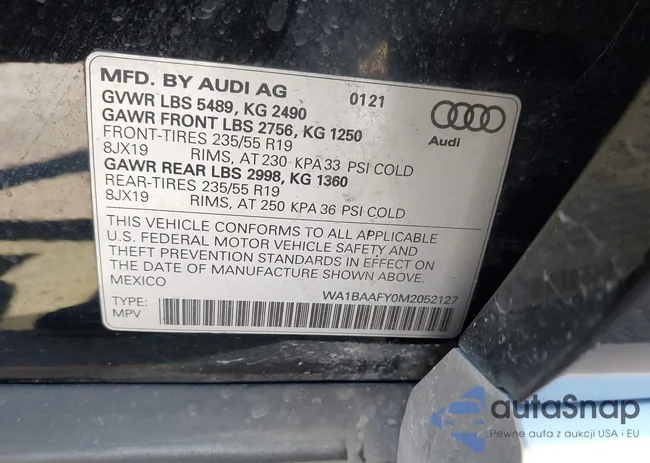 MFD. BY AUDI AG 0121
GVWR LBS 5489, KG 2490
GAWR FRONT LBS 2756, KG 1250
FRONT-TIRES 235/55 R19
8JX19 RIMS, AT 230 KPA 33 PSI COLD
GAWR REAR LBS 2998, KG 1360
REAR-TIRES 235/55 R19
8JX19 RIMS, AT 250 KPA 36 PSI COLD
Audi
THIS VEHICLE CONFORMS TO ALL APPLICABLE
U.S. FEDERAL MOTOR VEHICLE SAFETY AND
THEFT PREVENTION STANDARDS IN EFFECT ON
THE DATE OF MANUFACTURE SHOWN ABOVE.
MEXICO
WA1BAAFY0M2052127
TYPE:
MPV
autoSnap
Pewne auta z aukcji USA i EU